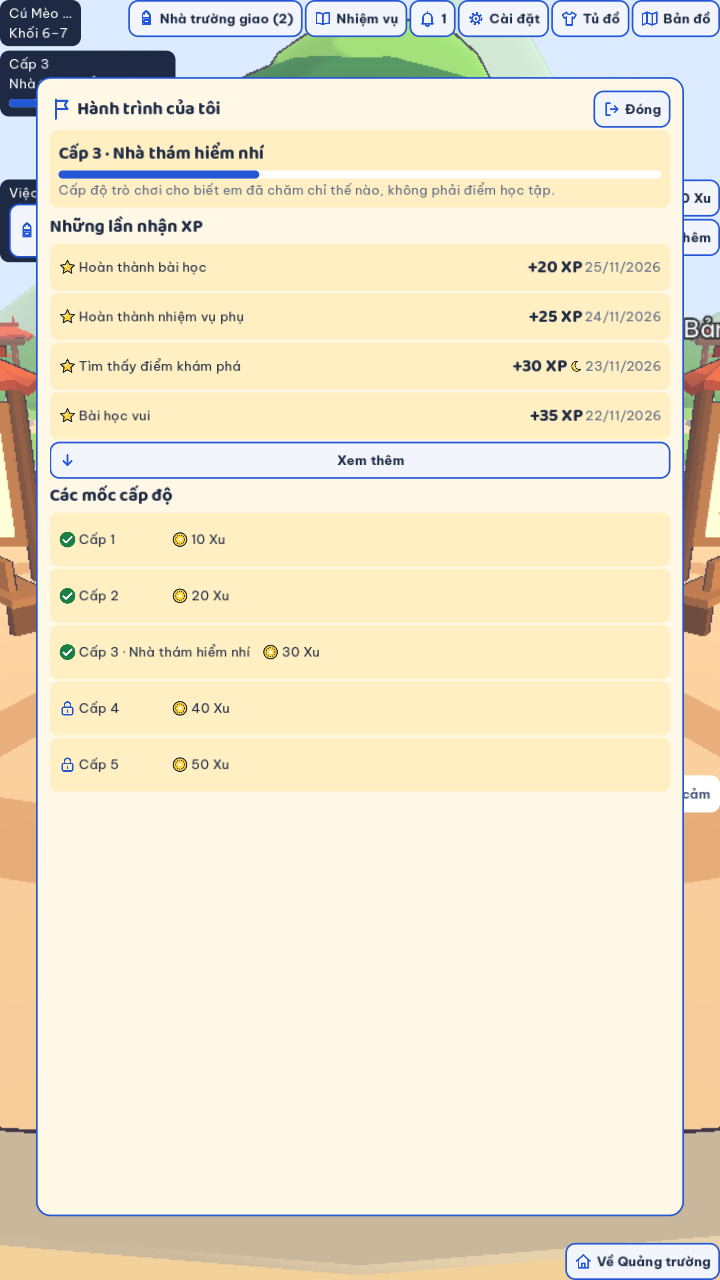 Cú Mèo ...
Khối 6–7
Nhà trường giao (2)
Nhiệm vụ
1
Cài đặt
Tủ đồ
Bản đồ
Cấp 3
Nhà
Hành trình của tôi
Đóng
Cấp 3 · Nhà thám hiểm nhí
Cấp độ trò chơi cho biết em đã chăm chỉ thế nào, không phải điểm học tập.
Việc
0 Xu
Những lần nhận XP
Hoàn thành bài học +20 XP 25/11/2026
Hoàn thành nhiệm vụ phụ +25 XP 24/11/2026
Tìm thấy điểm khám phá +30 XP 23/11/2026
Bài học vui +35 XP 22/11/2026
Xem thêm
Các mốc cấp độ
Cấp 1 10 Xu
Cấp 2 20 Xu
Cấp 3 · Nhà thám hiểm nhí 30 Xu
Cấp 4 40 Xu
Cấp 5 50 Xu
cảm
Về Quảng trường